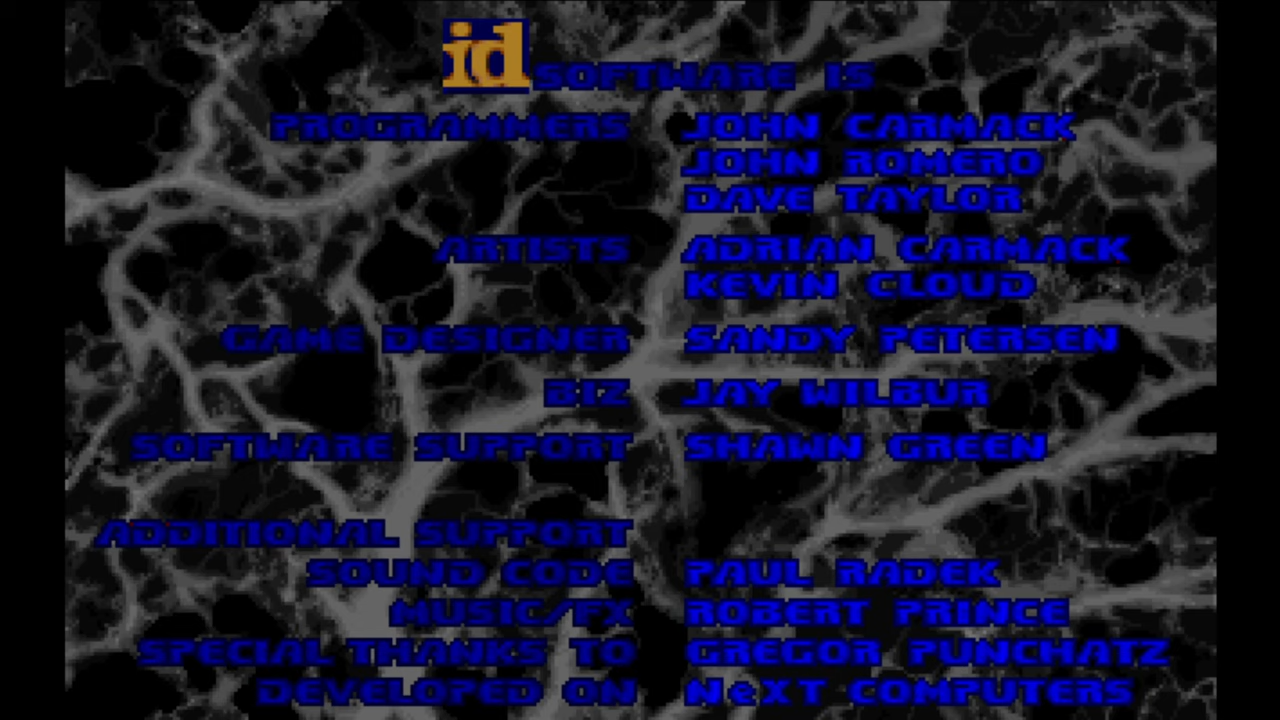 id SOFTWARE IS
PROGRAMMERS JOHN CARMACK
JOHN ROMERO
DAVE TAYLOR
ARTISTS ADRIAN CARMACK
KEVIN CLOUD
GAME DESIGNER SANDY PETERSEN
BIZ JAY WILBUR
SOFTWARE SUPPORT SHAWN GREEN
ADDITIONAL SUPPORT
SOUND CODE PAUL RADEK
MUSIC/FX ROBERT PRINCE
SPECIAL THANKS TO GREGOR PUNCHATZ
DEVELOPED ON NeXT COMPUTERS